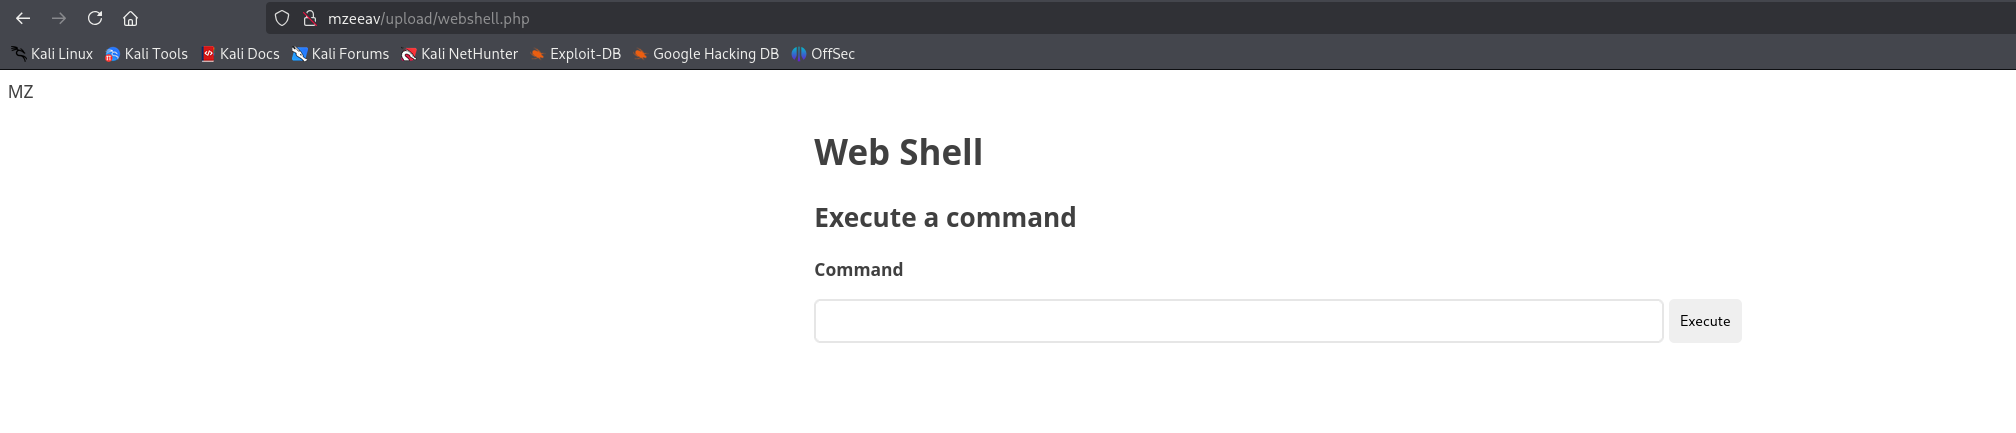 mzeeav/upload/webshell.php
Kali Linux Kali Tools Kali Docs Kali Forums Kali NetHunter Exploit-DB Google Hacking DB OffSec
MZ
Web Shell
Execute a command
Command
Execute